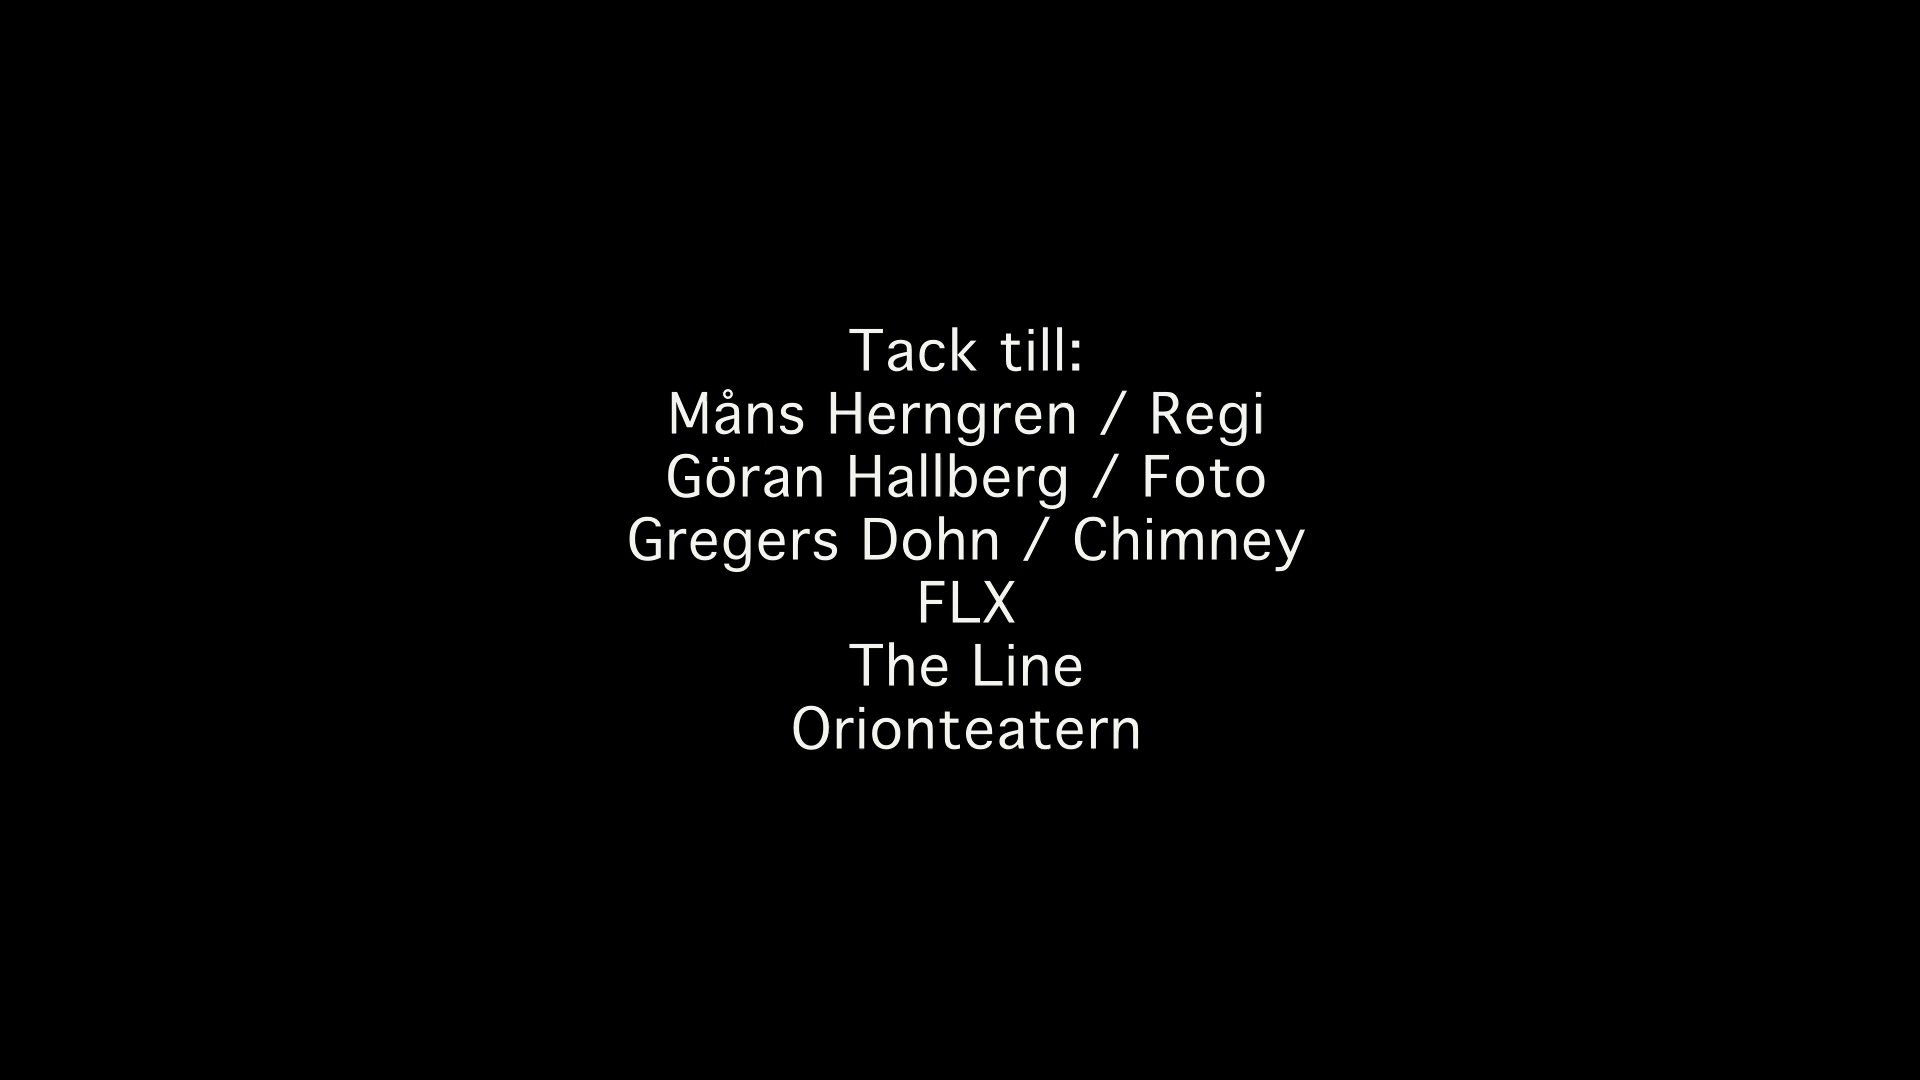 Tack till:
Måns Herngren / Regi
Göran Hallberg / Foto
Gregers Dohn / Chimney
FLX
The Line
Orionteatern